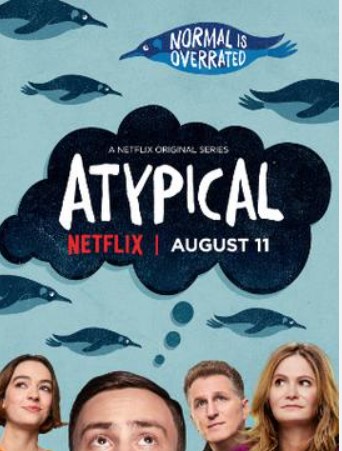 NORMAL IS
OVERRATED
A NETFLIX ORIGINAL SERIES
ATYPICAL
NETFLIX | AUGUST 11